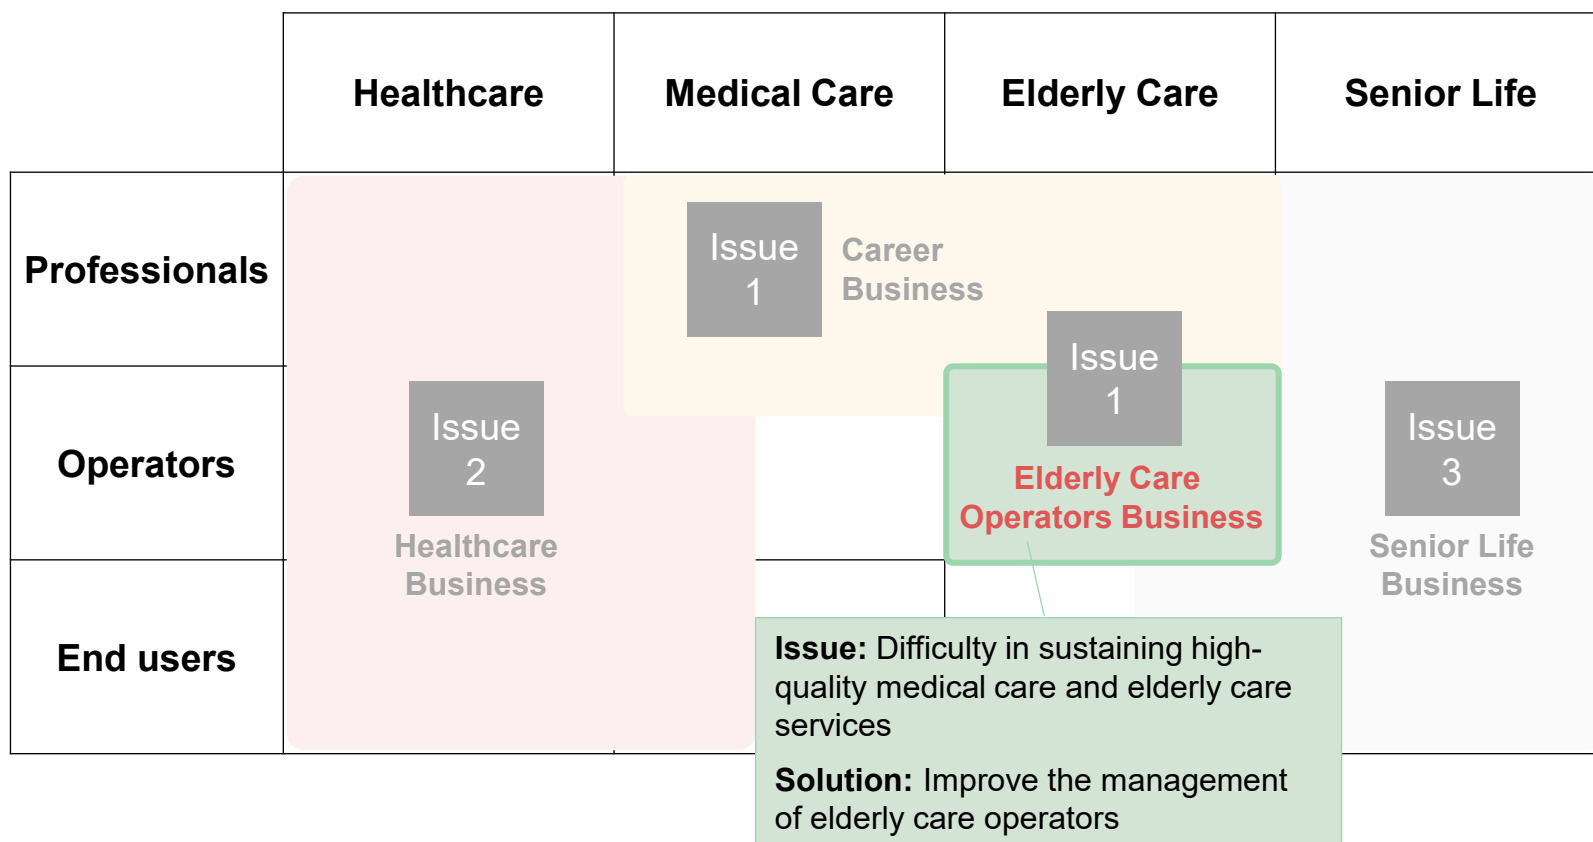 Healthcare
Medical Care
Elderly Care
Senior Life
Professionals
Issue
1
Career
Business
Issue
1
Operators
Issue
2
Healthcare
Business
Elderly Care
Operators Business
Issue
3
Senior Life
Business
End users
Issue: Difficulty in sustaining high-
quality medical care and elderly care
services
Solution: Improve the management
of elderly care operators